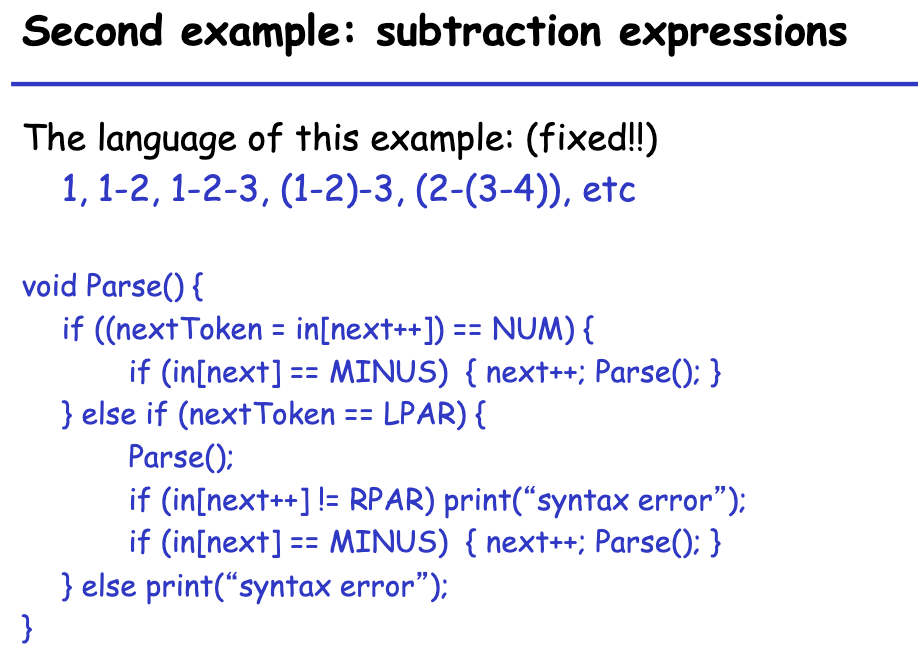 Second example: subtraction expressions
The language of this example: (fixed!!)
1, 1-2, 1-2-3, (1-2)-3, (2-(3-4)), etc
void Parse() {
if ((nextToken = in[next++]) == NUM) {
if (in[next] == MINUS) { next++; Parse(); }
} else if (nextToken == LPAR) {
Parse();
if (in[next++] != RPAR) print(“syntax error”);
if (in[next] == MINUS) { next++; Parse(); }
} else print(“syntax error”);
}